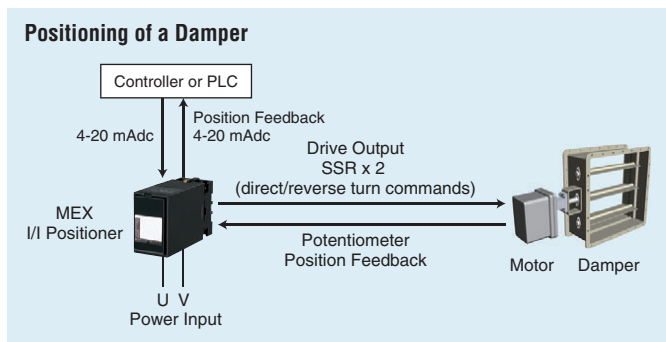 Positioning of a Damper
Controller or PLC
4-20 mAdc
Position Feedback
4-20 mAdc
Drive Output
SSR x 2
(direct/reverse turn commands)
MEX
I/I Positioner
Potentiometer
Position Feedback
Motor
Damper
U V
Power Input